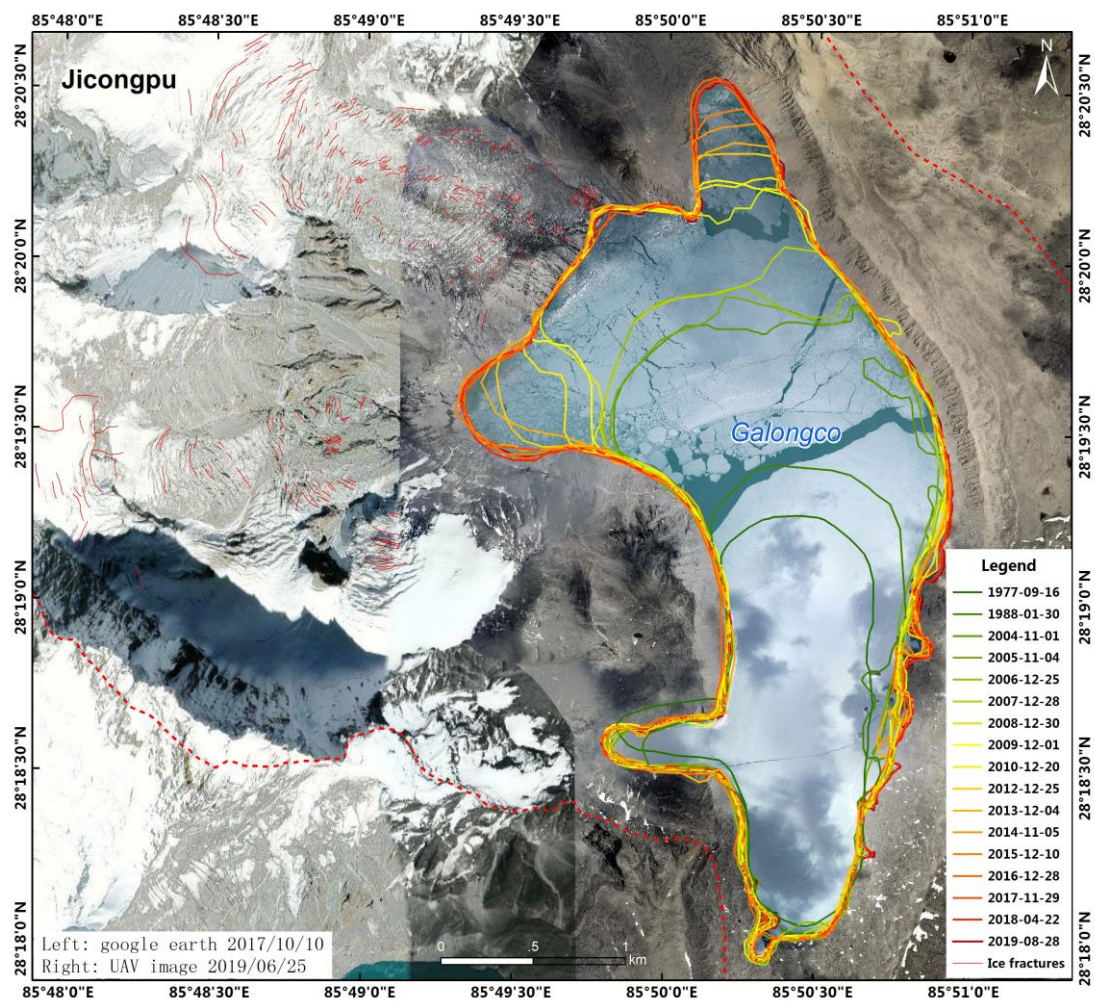 85°48'0"E 85°48'30"E 85°49'0"E 85°49'30"E 85°50'0"E 85°50'30"E 85°51'0"E
N
Jicongpu
28°20'30"N 28°20'30"N
28°20'0"N 28°20'0"N
28°19'30"N 28°19'30"N
Galongco
28°19'0"N 28°19'0"N
28°18'30"N 28°18'30"N
28°18'0"N 28°18'0"N
Legend
1977-09-16
1988-01-30
2004-11-01
2005-11-04
2006-12-25
2007-12-28
2008-12-30
2009-12-01
2010-12-20
2012-12-25
2013-12-04
2014-11-05
2015-12-10
2016-12-28
2017-11-29
2018-04-22
2019-08-28
Ice fractures
Left: google earth 2017/10/10
Right: UAV image 2019/06/25
0 .5 1
km
85°48'0"E 85°48'30"E 85°49'0"E 85°49'30"E 85°50'0"E 85°50'30"E 85°51'0"E